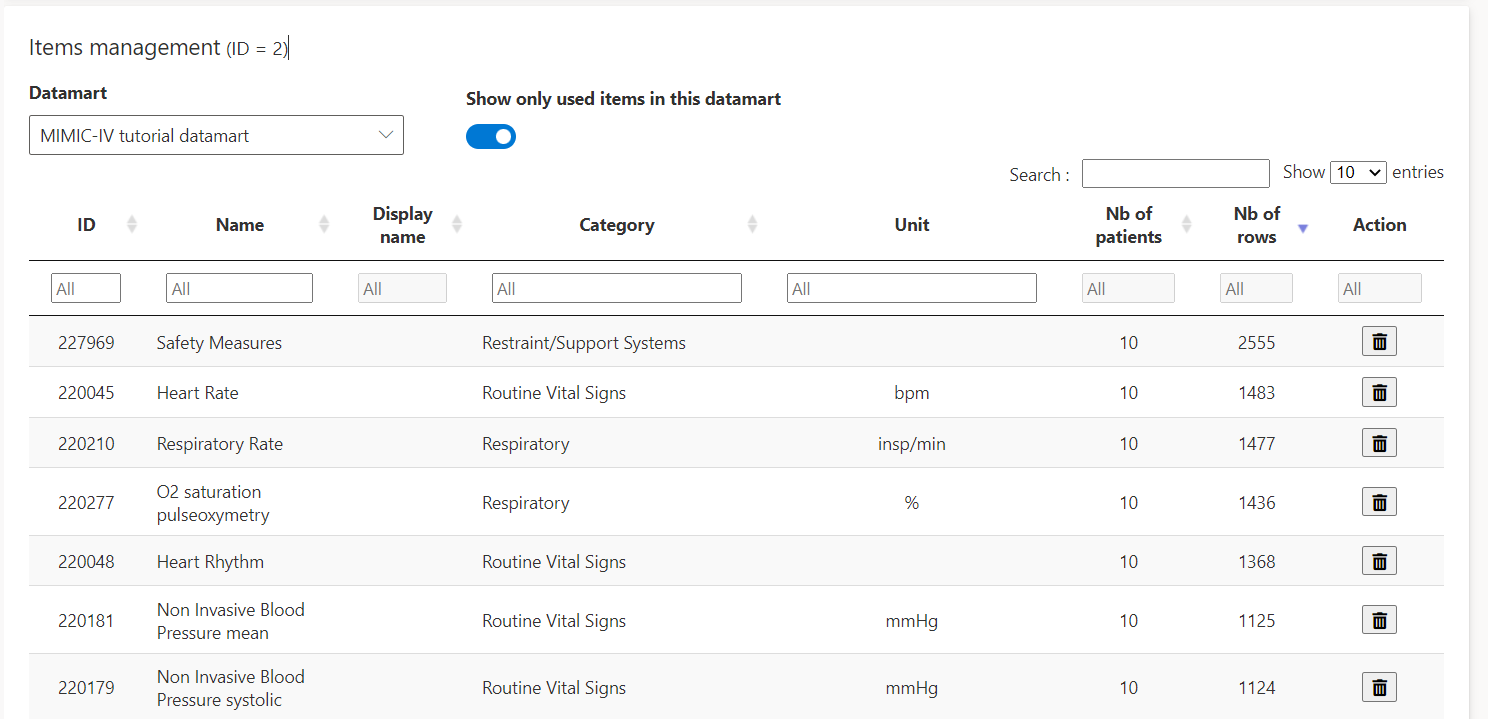 Items management (ID = 2)
Datamart
Show only used items in this datamart
MIMIC-IV tutorial datamart
Search :
Show 10 entries
ID Name Display name Category Unit Nb of patients Nb of rows Action
All All All All All All All All
227969 Safety Measures Restraint/Support Systems 10 2555
220045 Heart Rate Routine Vital Signs bpm 10 1483
220210 Respiratory Rate Respiratory insp/min 10 1477
220277 O2 saturation pulseoxymetry Respiratory % 10 1436
220048 Heart Rhythm Routine Vital Signs 10 1368
220181 Non Invasive Blood Pressure mean Routine Vital Signs mmHg 10 1125
220179 Non Invasive Blood Pressure systolic Routine Vital Signs mmHg 10 1124